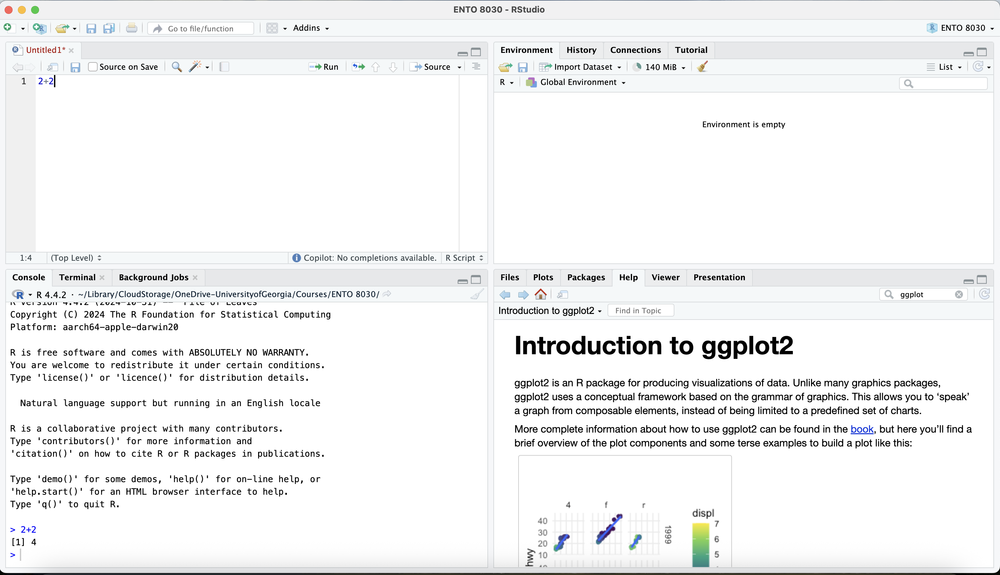 ENTO 8030 - RStudio
Go to file/function
Addins
ENTO 8030
Untitled1*
Source on Save
Run
Source
1
2+2
1:4
(Top Level)
Copilot: No completions available.
R Script
Environment
History
Connections
Tutorial
Import Dataset
140 MiB
List
R
Global Environment
Environment is empty
Console
Terminal
Background Jobs
R 4.4.2 · ~/Library/CloudStorage/OneDrive-UniversityofGeorgia/Courses/ENTO 8030/
R version 4.4.2 (2024-10-31) -- "Pile of Leaves"
Copyright (C) 2024 The R Foundation for Statistical Computing
Platform: aarch64-apple-darwin20
R is free software and comes with ABSOLUTELY NO WARRANTY.
You are welcome to redistribute it under certain conditions.
Type 'license()' or 'licence()' for distribution details.
Natural language support but running in an English locale
R is a collaborative project with many contributors.
Type 'contributors()' for more information and
'citation()' on how to cite R or R packages in publications.
Type 'demo()' for some demos, 'help()' for on-line help, or
'help.start()' for an HTML browser interface to help.
Type 'q()' to quit R.
> 2+2
[1] 4
>
Files
Plots
Packages
Help
Viewer
Presentation
ggplot
Introduction to ggplot2
Find in Topic
Introduction to ggplot2
ggplot2 is an R package for producing visualizations of data. Unlike many graphics packages,
ggplot2 uses a conceptual framework based on the grammar of graphics. This allows you to ‘speak’
a graph from composable elements, instead of being limited to a predefined set of charts.
More complete information about how to use ggplot2 can be found in the book, but here you’ll find a
brief overview of the plot components and some terse examples to build a plot like this:
4 f r
40
30
20
10
hwy
1999
displ
7
6
5